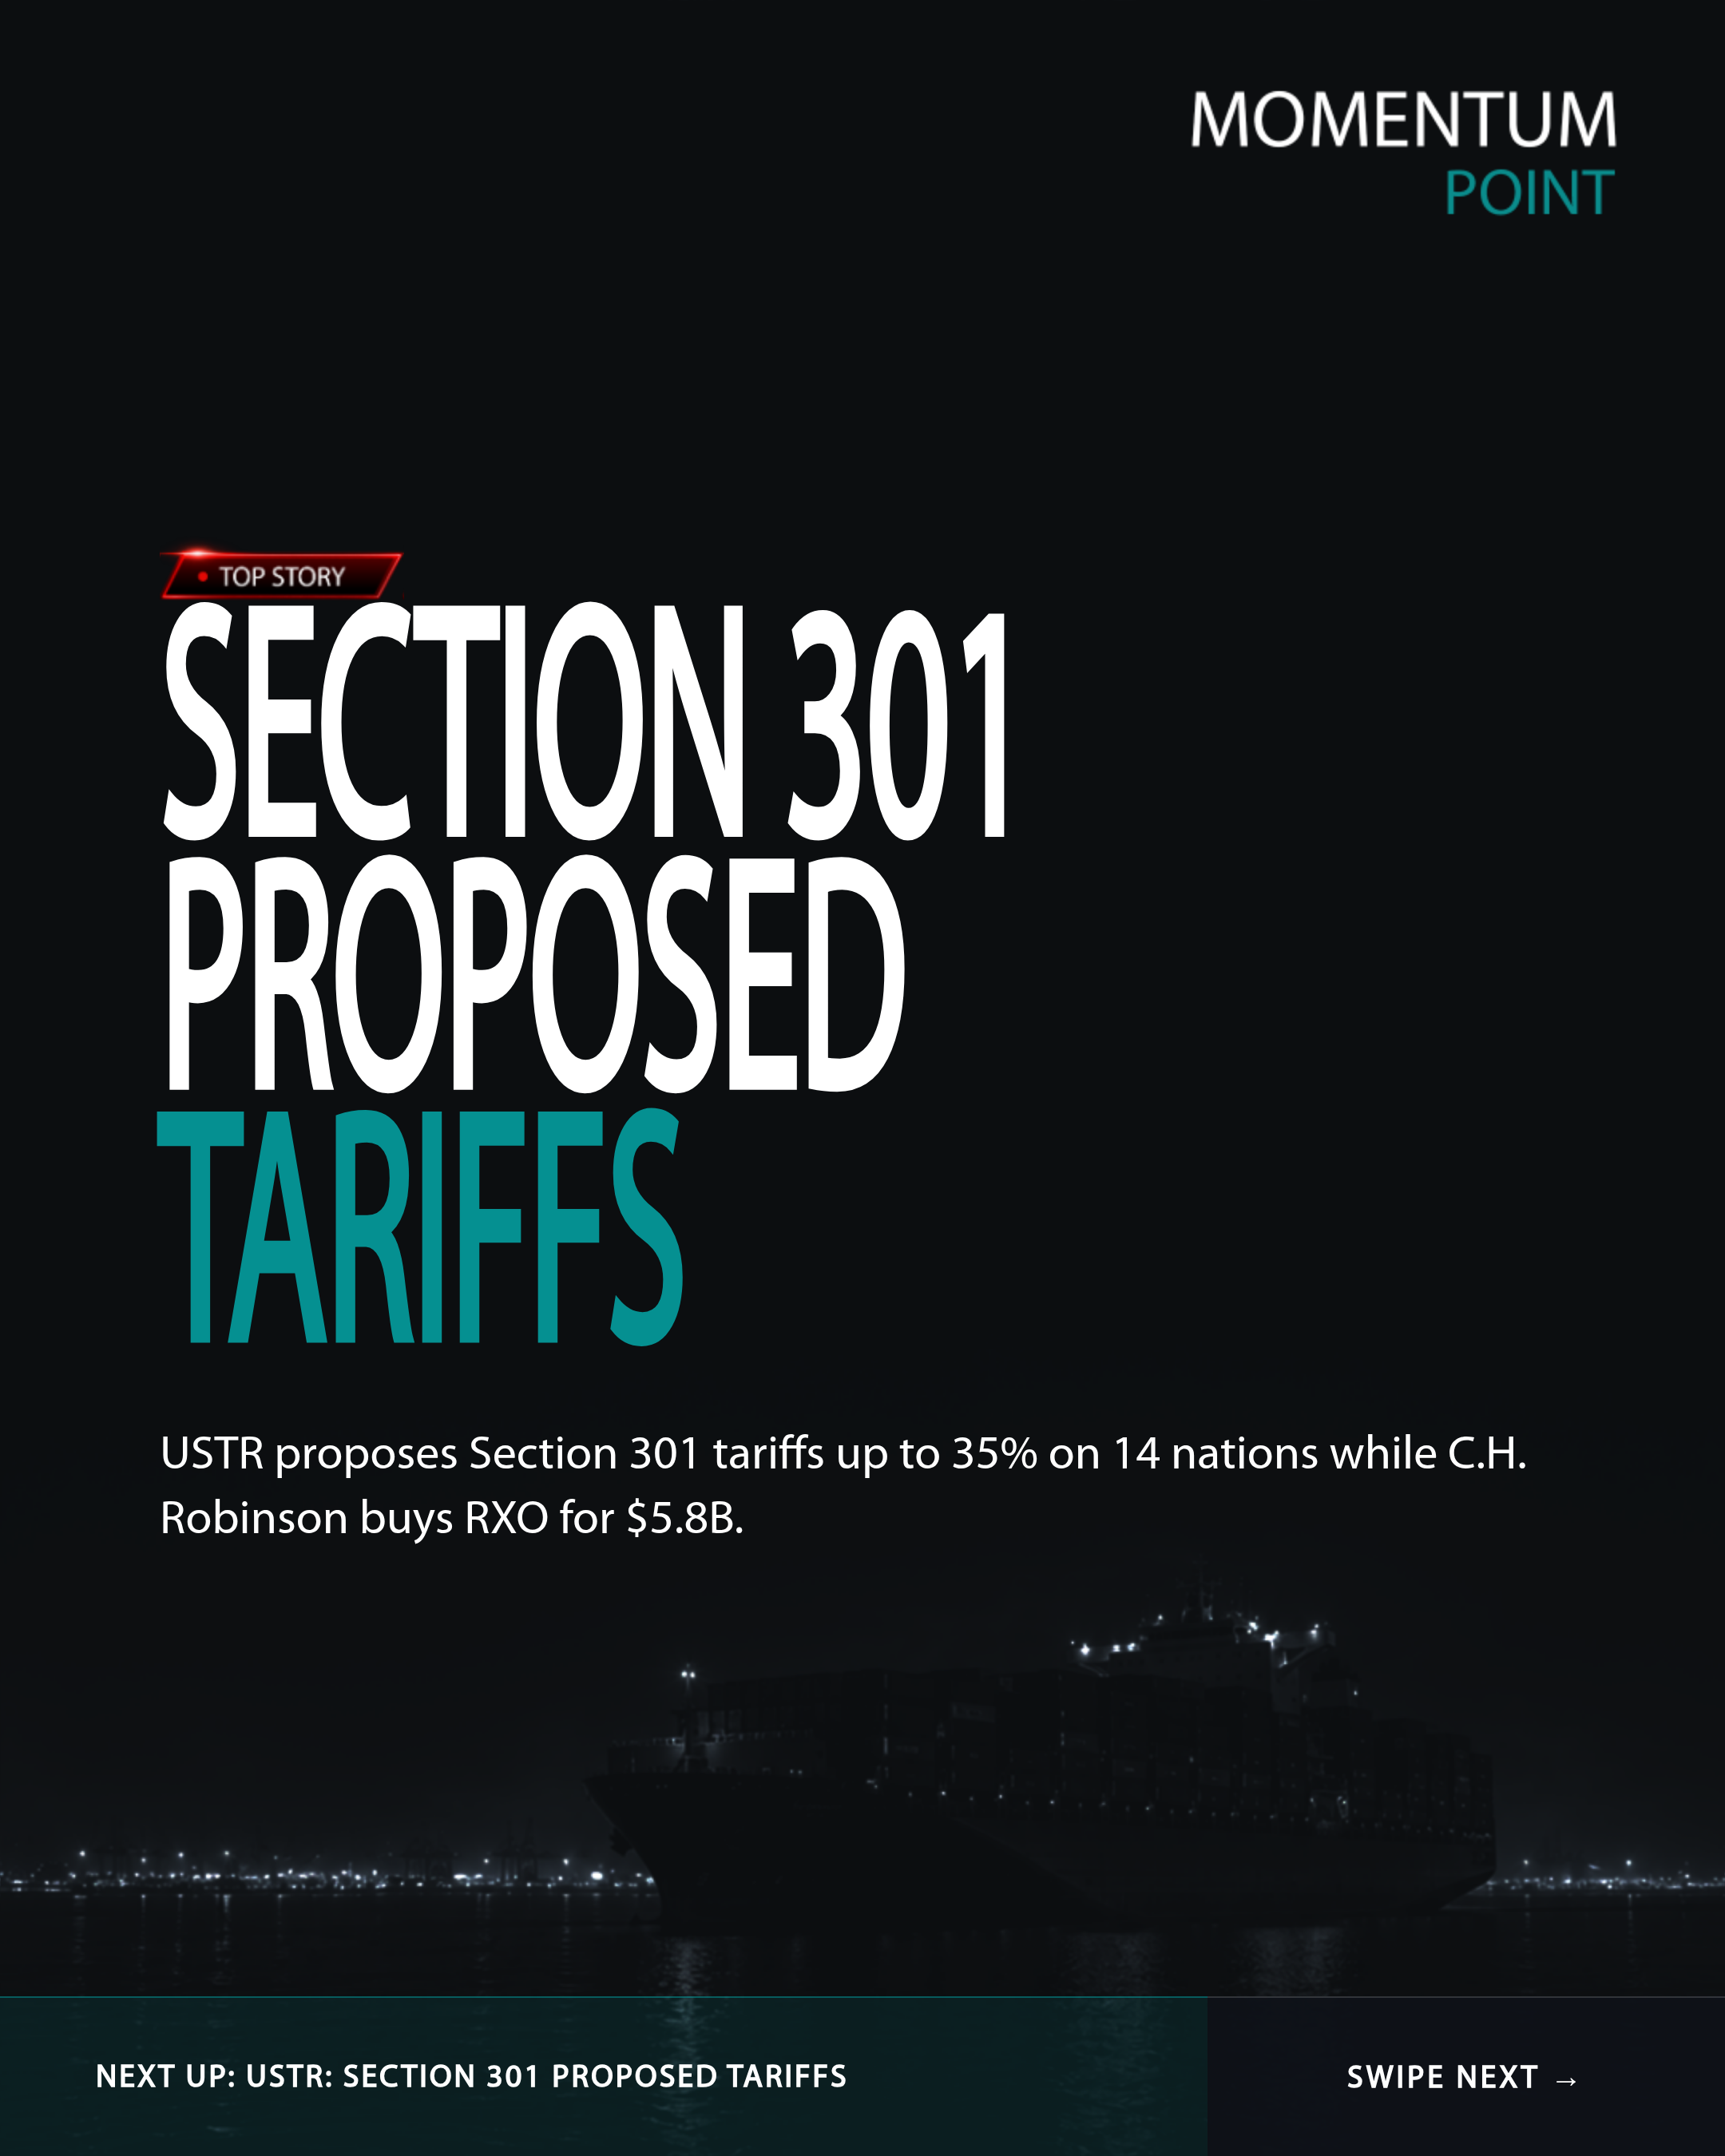 MOMENTUM
POINT
TOP STORY
SECTION 301
PROPOSED
TARIFFS
USTR proposes Section 301 tariffs up to 35% on 14 nations while C.H.
Robinson buys RXO for $5.8B.
NEXT UP: USTR: SECTION 301 PROPOSED TARIFFS
SWIPE NEXT →